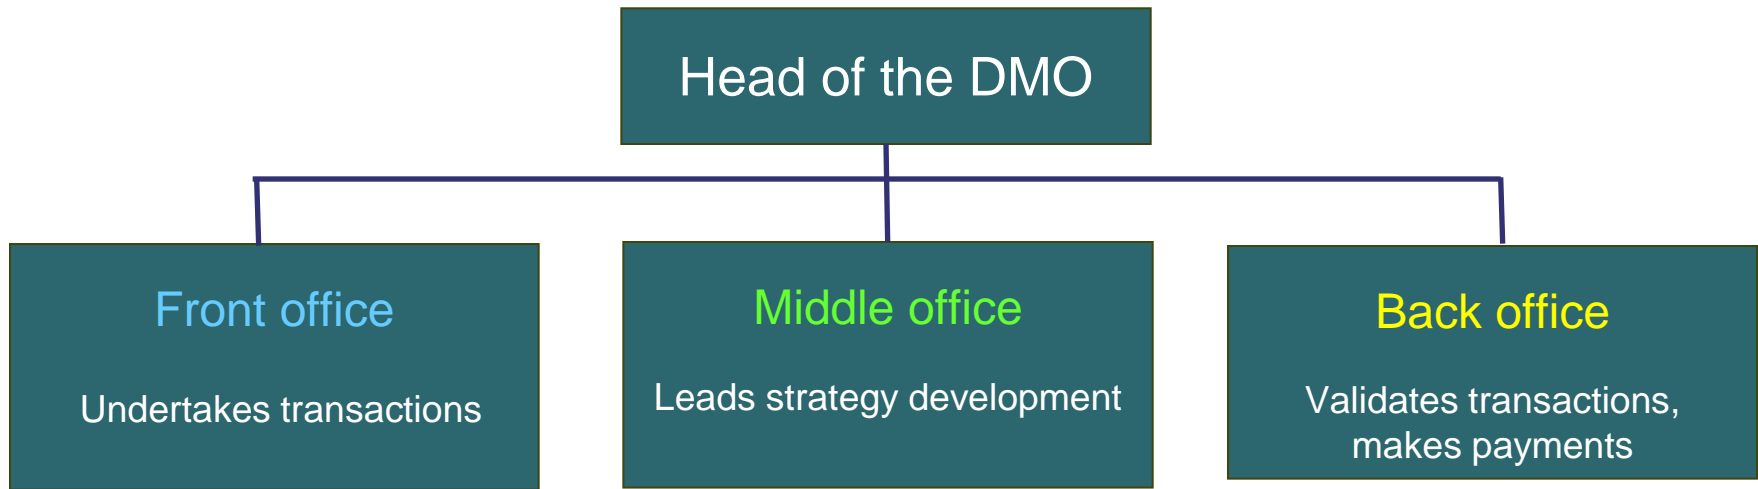 Head of the DMO
Front office
Undertakes transactions
Middle office
Leads strategy development
Back office
Validates transactions,
makes payments